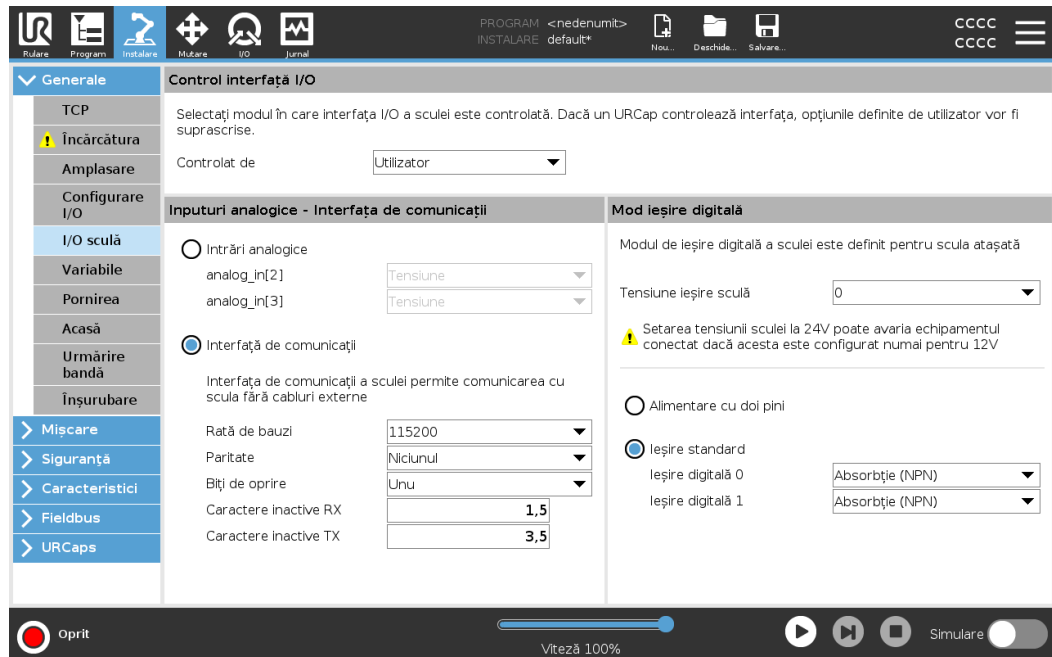 UR
Rulare
Program
Instalare
Mutare
I/O
Jurnal
PROGRAM <nedenumit>
INSTALARE default*
Nou...
Deschide...
Salvare...
CCCC
CCCC
Generale
TCP
Încărcătura
Amplasare
Configurare
I/O
I/O sculă
Variabile
Pornirea
Acasă
Urmărire
bandă
Înșurubare
Mișcare
Siguranță
Caracteristici
Fieldbus
URCaps
Control interfață I/O
Selectați modul în care interfața I/O a sculei este controlată. Dacă un URCap controlează interfața, opțiunile definite de utilizator vor fi
suprascrise.
Controlat de Utilizator
Inputuri analogice - Interfața de comunicații
Intrări analogice
analog_in[2] Tensiune
analog_in[3] Tensiune
Interfață de comunicații
Interfața de comunicații a sculei permite comunicarea cu
scula fără cabluri externe
Rată de bauzi 115200
Paritate Niciunul
Biți de oprire Unu
Caractere inactive RX 1,5
Caractere inactive TX 3,5
Mod ieșire digitală
Modul de ieșire digitală a sculei este definit pentru scula atașată
Tensiune ieșire sculă 0
Setarea tensiunii sculei la 24V poate avaria echipamentul
conectat dacă acesta este configurat numai pentru 12V
Alimentare cu doi pini
Ieșire standard
Ieșire digitală 0 Absorbție (NPN)
Ieșire digitală 1 Absorbție (NPN)
Oprit
Viteză 100%
Simulare